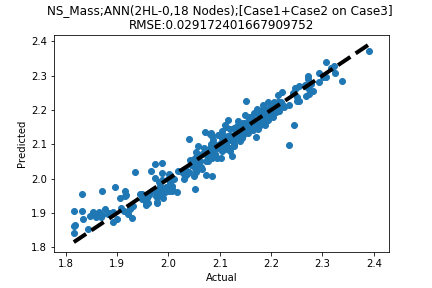 NS_Mass;ANN(2HL-0,18 Nodes);[Case1+Case2 on Case3]
RMSE:0.029172401667909752
2.4
2.3
2.2
2.1
2.0
1.9
1.8
Predicted
1.8 1.9 2.0 2.1 2.2 2.3 2.4
Actual